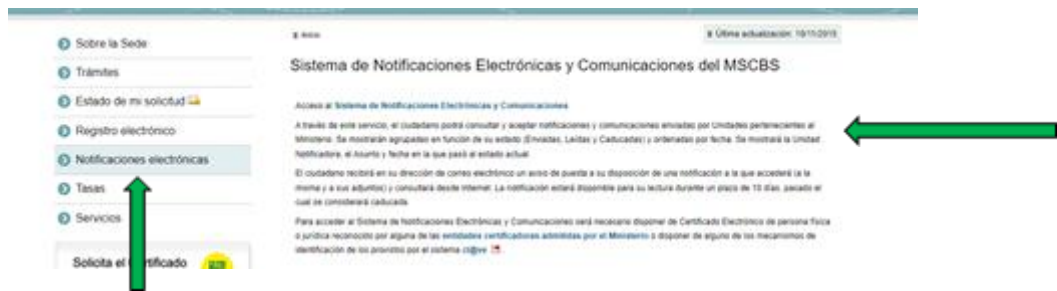 Sobre la Sede
Trámites
Estado de mi solicitud
Registro electrónico
Notificaciones electrónicas
Tasas
Servicios
Solicita el
Inicio
Última actualización: 10/11/2015
Sistema de Notificaciones Electrónicas y Comunicaciones del MSCBS
Acceso al Sistema de Notificaciones Electrónicas y Comunicaciones
A través de este servicio, el ciudadano podrá consultar y aceptar notificaciones y comunicaciones enviadas por Unidades pertenecientes al
Ministerio. Se mostrarán agrupadas en función de su estado (Enviadas, Leídas y Caducadas) y ordenadas por fecha. Se mostrará la Unidad
Notificadora, el Asunto y fecha en la que pasó al estado actual.
El ciudadano recibirá en su dirección de correo electrónico un aviso de puesta a su disposición de una notificación a la que accederá (a la
misma y a sus adjuntos) y consultará desde Internet. La notificación estará disponible para su lectura durante un plazo de 10 días, pasado el
cual se considerará caducada.
Para acceder al Sistema de Notificaciones Electrónicas y Comunicaciones será necesario disponer de Certificado Electrónico de persona física
o jurídica reconocido por alguna de las entidades certificadoras admitidas por el Ministerio o disponer de alguno de los mecanismos de
identificación de los provistos por el sistema cl@ve